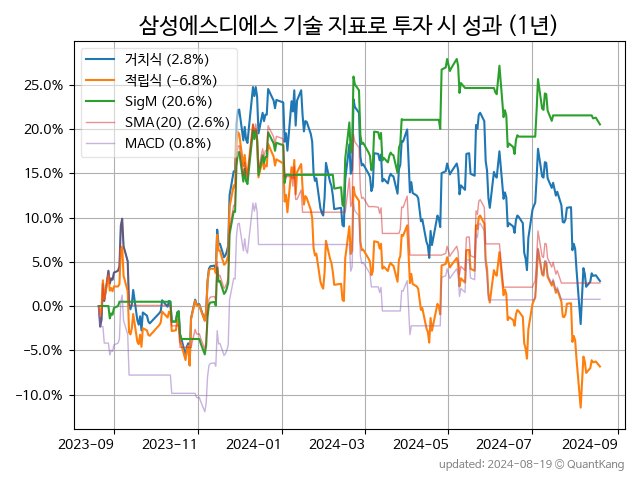 삼성에스디에스 기술 지표로 투자 시 성과 (1년)
거치식 (2.8%)
적립식 (−6.8%)
SigM (20.6%)
SMA(20) (2.6%)
MACD (0.8%)
25.0%
20.0%
15.0%
10.0%
5.0%
0.0%
−5.0%
−10.0%
2023-09 2023-11 2024-01 2024-03 2024-05 2024-07 2024-09
updated: 2024-08-19 © QuantKang